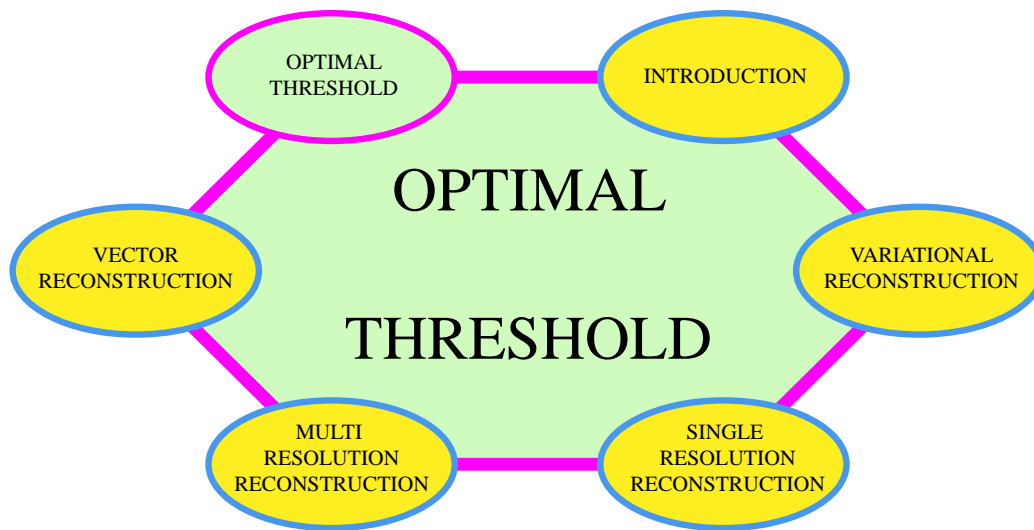 OPTIMAL
THRESHOLD
INTRODUCTION
OPTIMAL
THRESHOLD
VECTOR
RECONSTRUCTION
VARIATIONAL
RECONSTRUCTION
MULTI
RESOLUTION
RECONSTRUCTION
SINGLE
RESOLUTION
RECONSTRUCTION